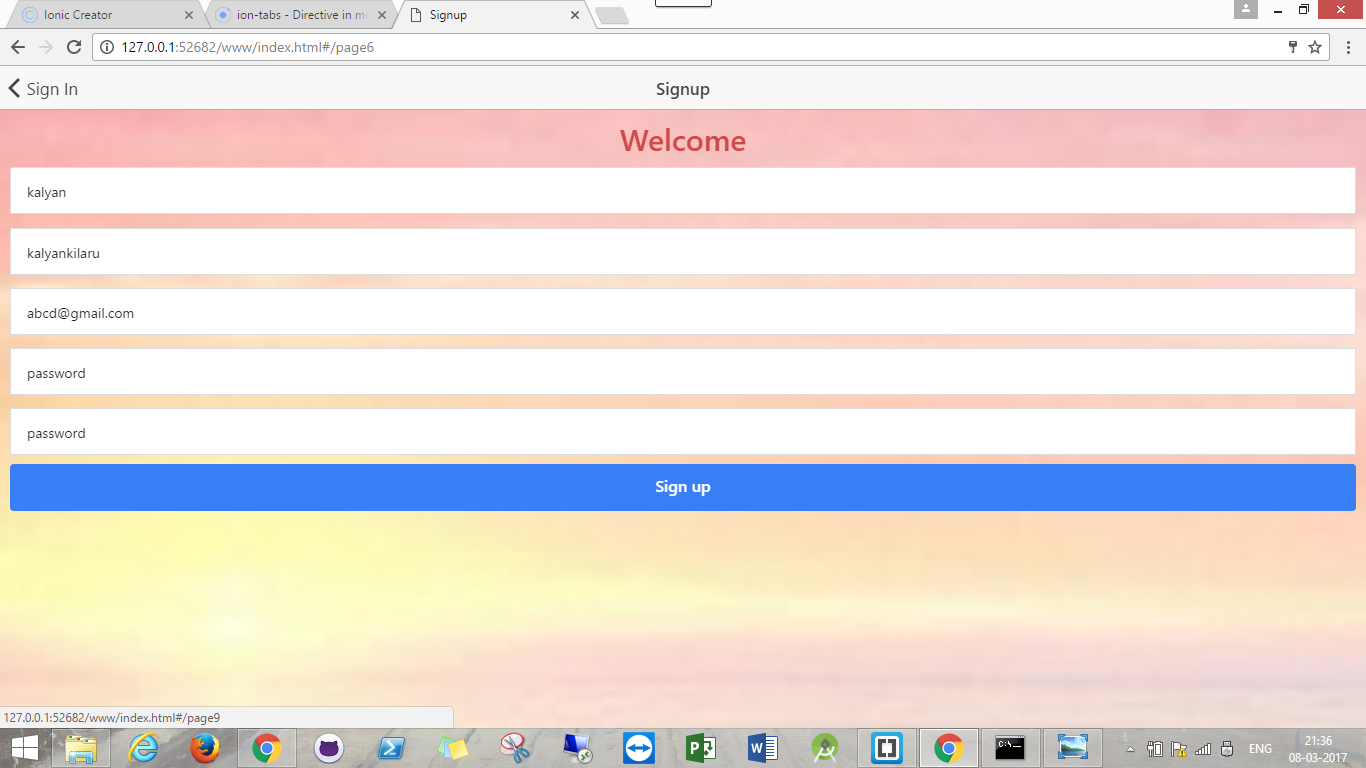 Ionic Creator
ion-tabs - Directive in m
Signup
127.0.0.1:52682/www/index.html#/page6
Sign In
Signup
Welcome
kalyan
kalyankilaru
abcd@gmail.com
password
password
Sign up
127.0.0.1:52682/www/index.html#/page9
ENG
21:36
08-03-2017